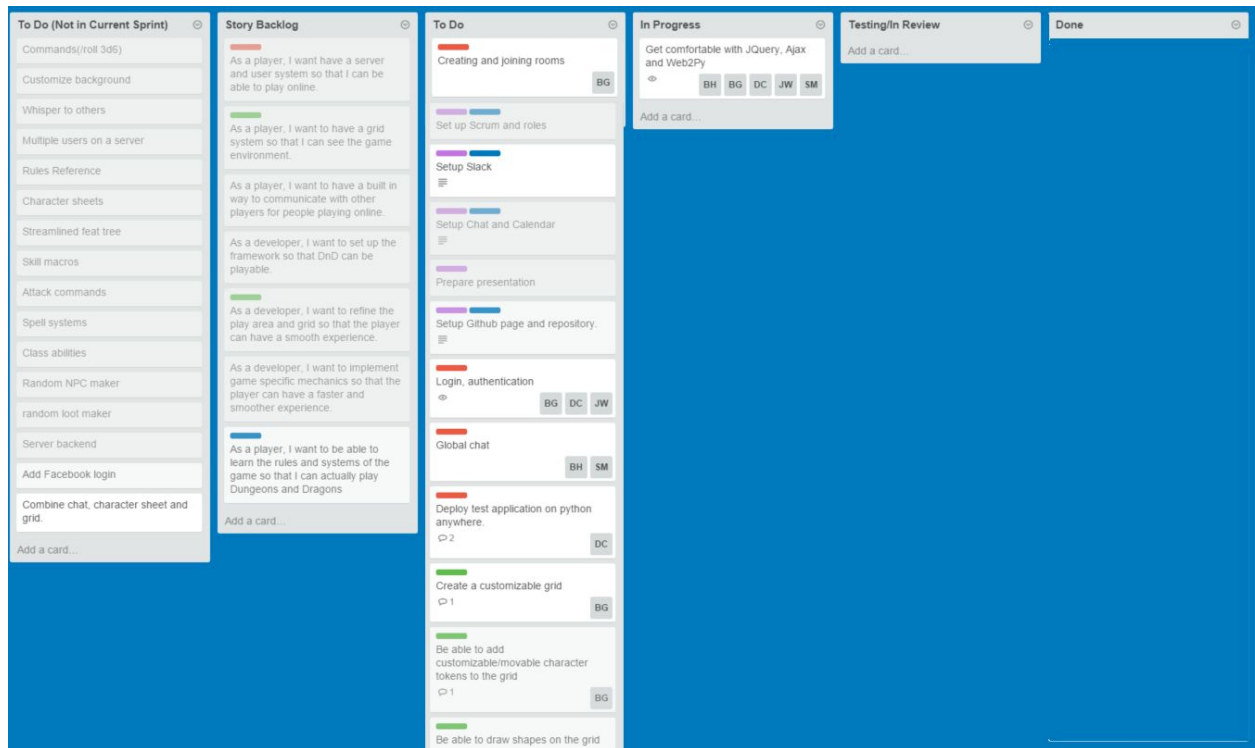 To Do (Not in Current Sprint)
Commands(/roll 3d6)
Customize background
Whisper to others
Multiple users on a server
Rules Reference
Character sheets
Streamlined feat tree
Skill macros
Attack commands
Spell systems
Class abilities
Random NPC maker
random loot maker
Server backend
Add Facebook login
Combine chat, character sheet and
grid.
Add a card...
Story Backlog
As a player, I want have a server
and user system so that I can be
able to play online.
As a player, I want to have a grid
system so that I can see the game
environment.
As a player, I want to have a built in
way to communicate with other
players for people playing online.
As a developer, I want to set up the
framework so that DnD can be
playable.
As a developer, I want to refine the
play area and grid so that the player
can have a smooth experience.
As a developer, I want to implement
game specific mechanics so that the
player can have a faster and
smoother experience.
As a player, I want to be able to
learn the rules and systems of the
game so that I can actually play
Dungeons and Dragons
Add a card...
To Do
Creating and joining rooms
BG
Set up Scrum and roles
Setup Slack
Setup Chat and Calendar
Prepare presentation
Setup Github page and repository.
Login, authentication
BG DC JW
Global chat
BH SM
Deploy test application on python
anywhere.
2
DC
Create a customizable grid
1
BG
Be able to add
customizable/movable character
tokens to the grid
1
BG
Be able to draw shapes on the grid
In Progress
Get comfortable with JQuery, Ajax
and Web2Py
BH BG DC JW SM
Add a card...
Testing/In Review
Add a card...
Done